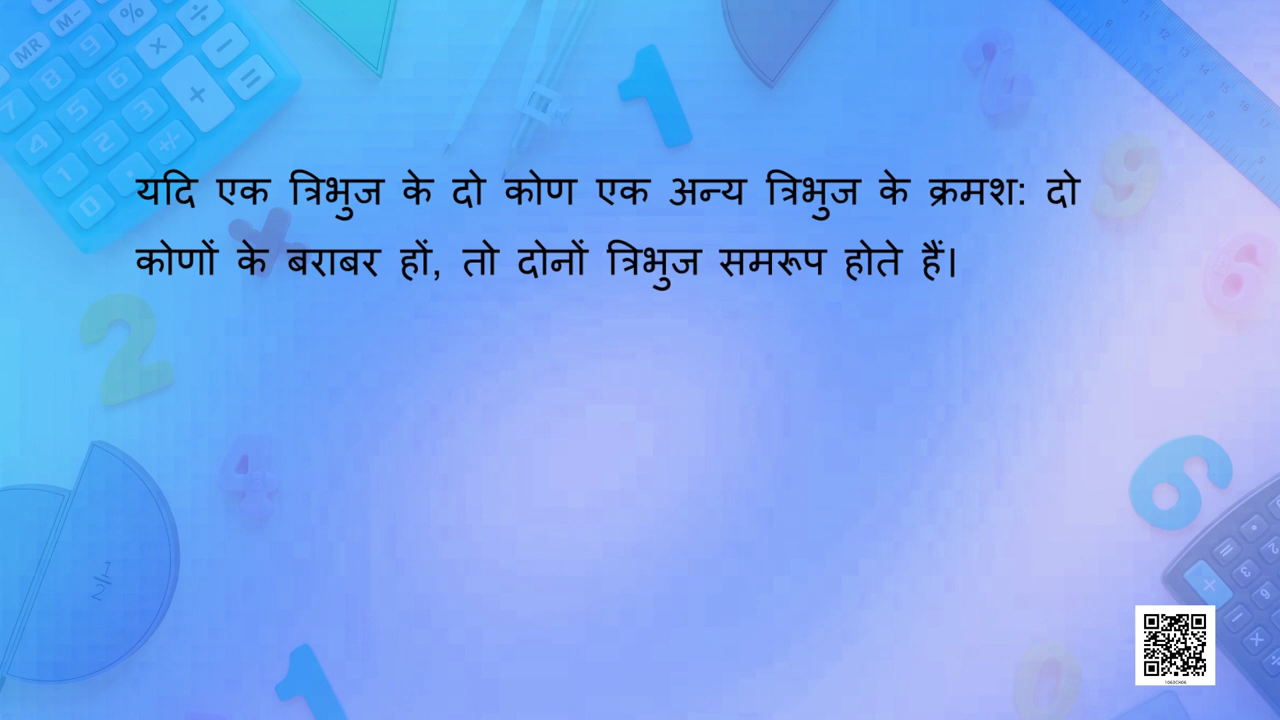 यदि एक त्रिभुज के दो कोण एक अन्य त्रिभुज के क्रमश: दो
कोणों के बराबर हों, तो दोनों त्रिभुज समरूप होते हैं।